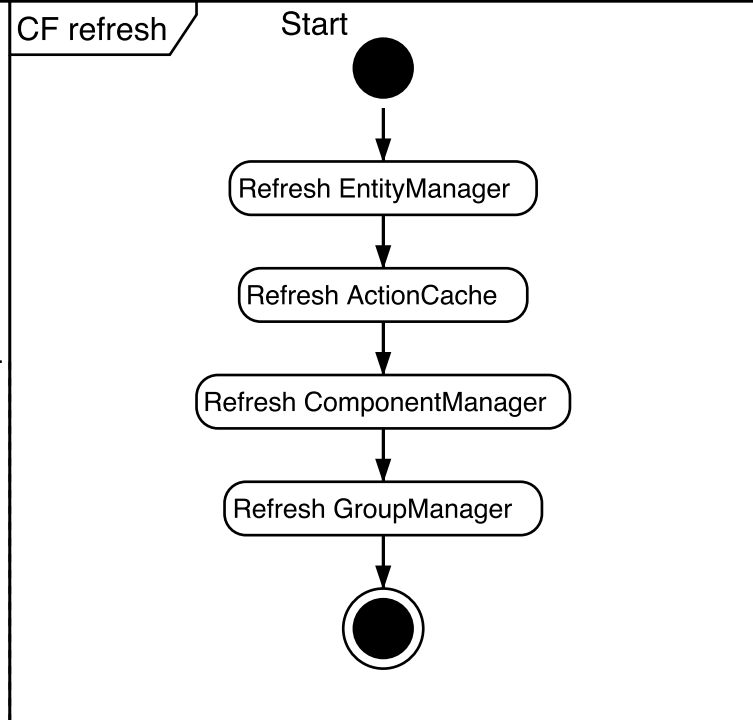 CF refresh
Start
Refresh EntityManager
Refresh ActionCache
Refresh ComponentManager
Refresh GroupManager